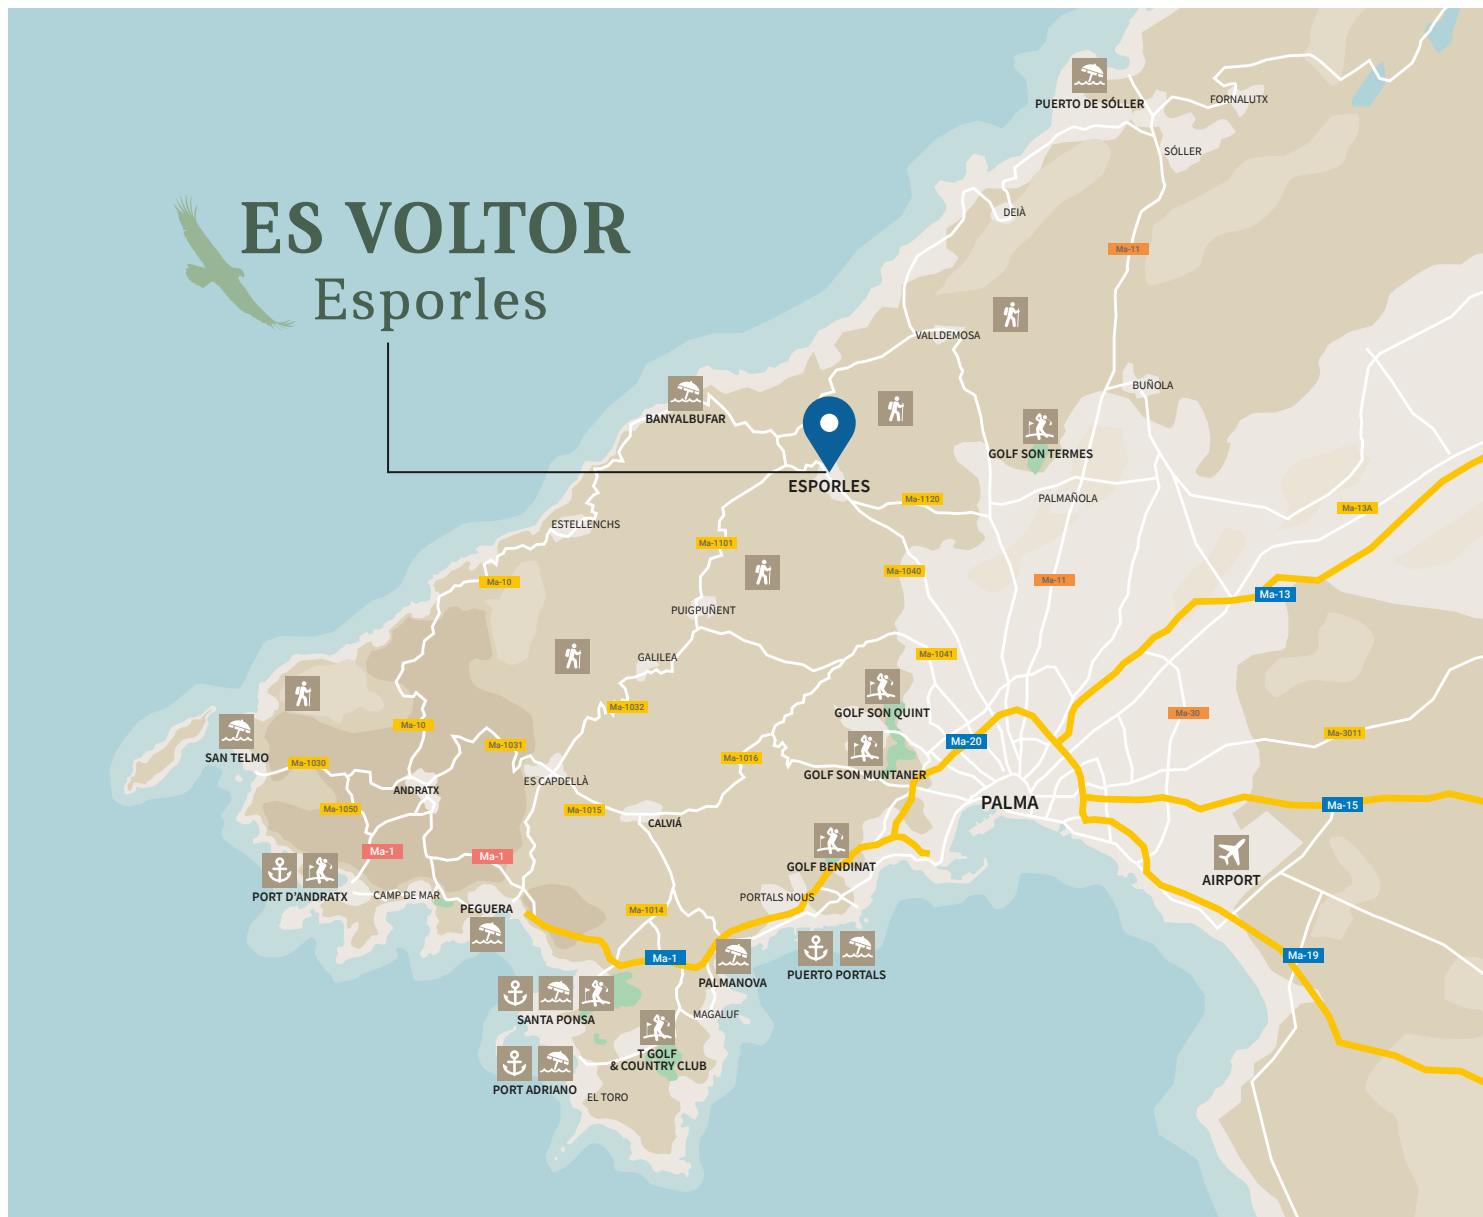 PUERTO DE SÓLLER
FORNALUTX
SÓLLER
DEIÀ
ES VOLTOR
Esporles
Ma-11
VALLDEMOSA
BUÑOLA
BANYALBUFAR
GOLF SON TERMES
ESPORLES
Ma-1120
PALMAÑOLA
Ma-13A
ESTELLENCHS
Ma-1101
Ma-1040
Ma-10
Ma-11
Ma-13
PUIGPUÑENT
GALILEA
Ma-1041
Ma-1032
GOLF SON QUINT
Ma-30
Ma-10
Ma-3011
Ma-1031
Ma-20
SAN TELMO
Ma-1030
Ma-1016
GOLF SON MUNTANER
ANDRATX
ES CAPDELLÀ
Ma-1050
Ma-1015
PALMA
Ma-15
CALVIÁ
Ma-1
Ma-1
GOLF BENDINAT
AIRPORT
PORT D'ANDRATX
CAMP DE MAR
PORTALS NOUS
PEGUERA
Ma-1014
Ma-1
Ma-19
PUERTO PORTALS
PALMANOVA
SANTA PONSA
MAGALUF
T GOLF
& COUNTRY CLUB
PORT ADRIANO
EL TORO